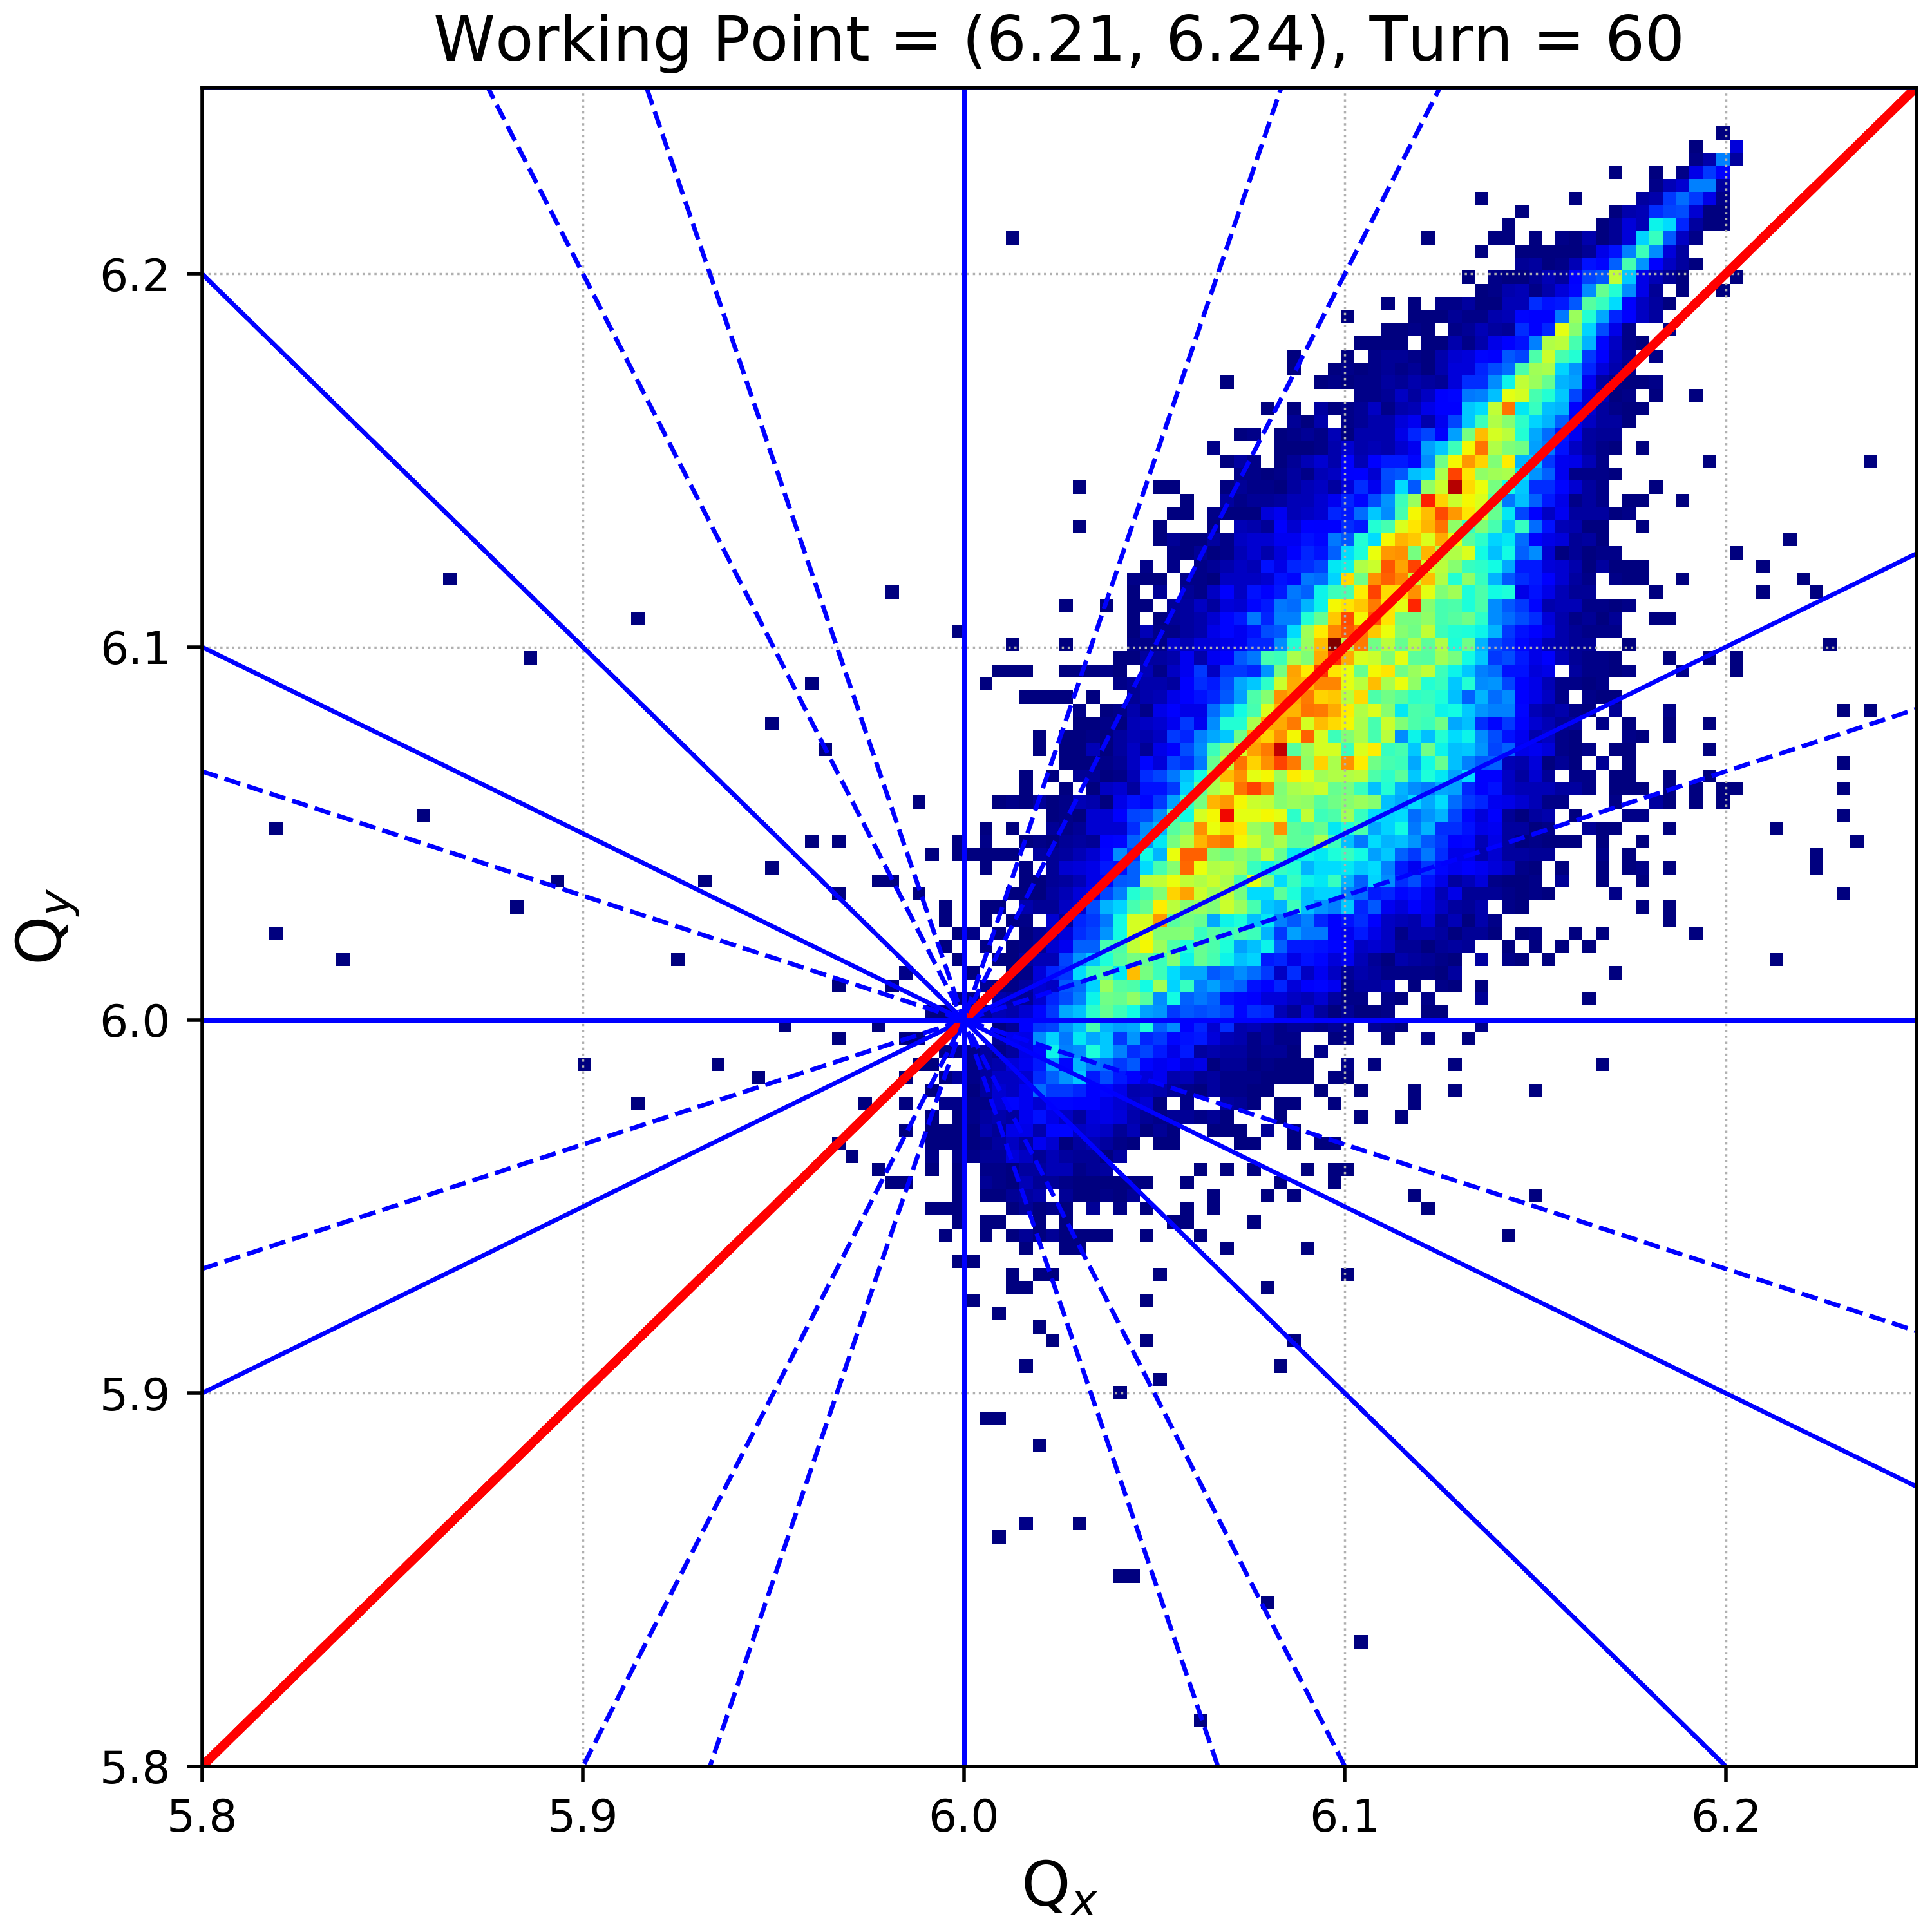 Working Point = (6.21, 6.24), Turn = 60
6.2
6.1
6.0
5.9
5.8
Qy
5.8 5.9 6.0 6.1 6.2
Qx